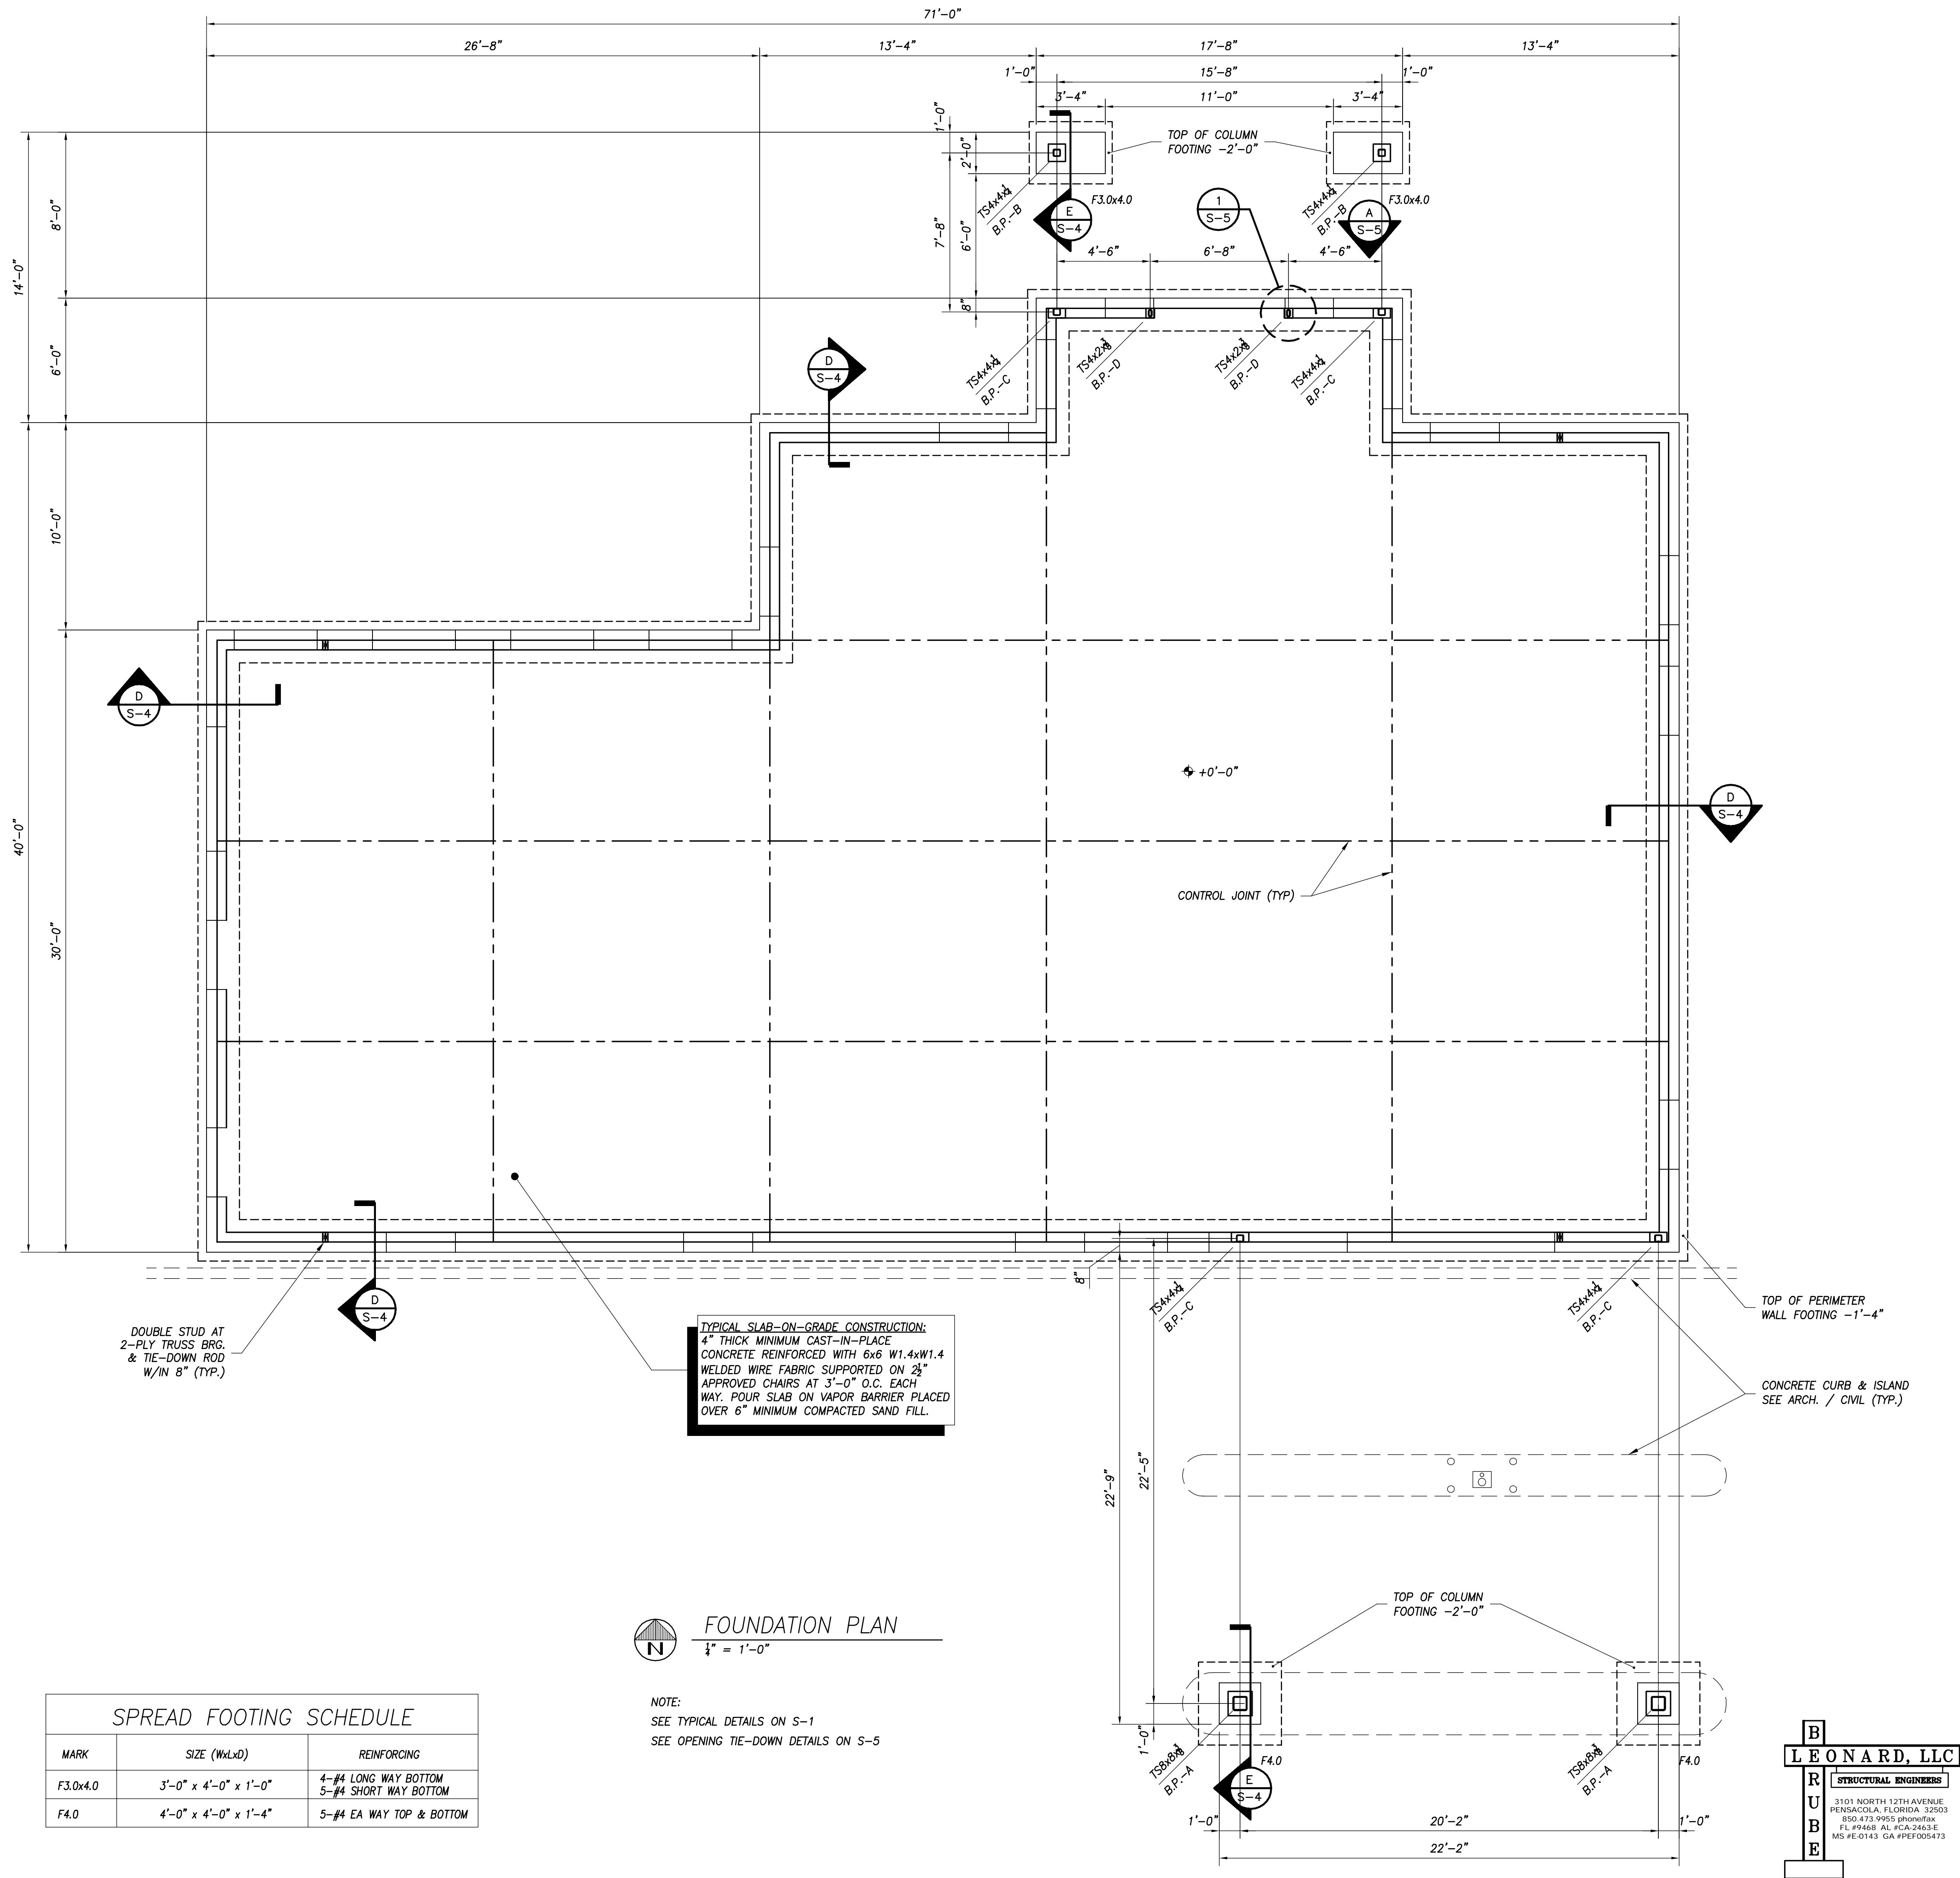 71'-0"
26'-8"
13'-4"
17'-8"
13'-4"
1'-0"
15'-8"
1'-0"
3'-4"
11'-0"
3'-4"
1'-0"
2'-0"
TOP OF COLUMN
FOOTING -2'-0"
TS4x4x1/4
B.P.-B
F3.0x4.0
E
S-4
1
S-5
TS4x4x1/4
B.P.-B
F3.0x4.0
A
S-5
8'-0"
14'-0"
7'-8"
6'-0"
4'-6"
6'-8"
4'-6"
8"
6'-0"
D
S-4
TS4x4x1/4
B.P.-C
TS4x2x3/8
B.P.-D
TS4x2x3/8
B.P.-D
TS4x4x1/4
B.P.-C
10'-0"
D
S-4
+0'-0"
D
S-4
40'-0"
30'-0"
CONTROL JOINT (TYP)
D
S-4
8"
TS4x4x1/4
B.P.-C
TS4x4x1/4
B.P.-C
DOUBLE STUD AT
2-PLY TRUSS BRG.
& TIE-DOWN ROD
W/IN 8" (TYP.)
TYPICAL SLAB-ON-GRADE CONSTRUCTION:
4" THICK MINIMUM CAST-IN-PLACE
CONCRETE REINFORCED WITH 6x6 W1.4xW1.4
WELDED WIRE FABRIC SUPPORTED ON 2 1/2"
APPROVED CHAIRS AT 3'-0" O.C. EACH
WAY. POUR SLAB ON VAPOR BARRIER PLACED
OVER 6" MINIMUM COMPACTED SAND FILL.
TOP OF PERIMETER
WALL FOOTING -1'-4"
CONCRETE CURB & ISLAND
SEE ARCH. / CIVIL (TYP.)
22'-9"
22'-5"
TOP OF COLUMN
FOOTING -2'-0"
N
FOUNDATION PLAN
1/4" = 1'-0"
NOTE:
SEE TYPICAL DETAILS ON S-1
SEE OPENING TIE-DOWN DETAILS ON S-5
1'-0"
TS8x8x3/8
B.P.-A
F4.0
E
S-4
TS8x8x3/8
B.P.-A
F4.0
1'-0"
20'-2"
1'-0"
22'-2"
SPREAD FOOTING SCHEDULE
MARK SIZE (WxLxD) REINFORCING
F3.0x4.0 3'-0" x 4'-0" x 1'-0" 4-#4 LONG WAY BOTTOM
5-#4 SHORT WAY BOTTOM
F4.0 4'-0" x 4'-0" x 1'-4" 5-#4 EA WAY TOP & BOTTOM
B
LEONARD, LLC
R
U
B
E
STRUCTURAL ENGINEERS
3101 NORTH 12TH AVENUE
PENSACOLA, FLORIDA 32503
850.473.9955 phone/fax
FL #9468 AL #CA-2463-E
MS #E-0143 GA #PEF005473